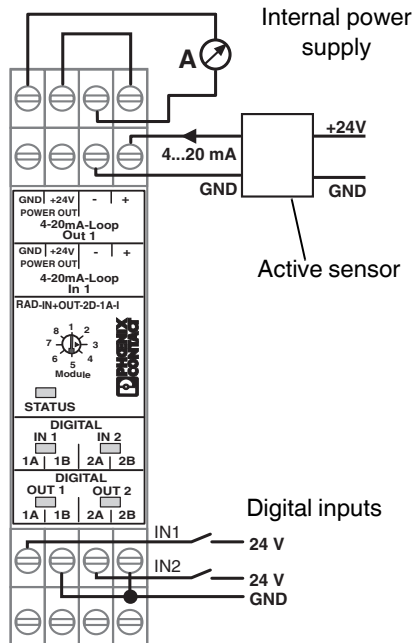 Internal power
supply
A
+24V
4...20 mA
GND
GND
Active sensor
GND +24V - +
POWER OUT
4-20mA-Loop
Out 1
GND +24V - +
POWER OUT
4-20mA-Loop
In 1
RAD-IN+OUT-2D-1A-I
8 1 2
7 3
6 5 4
Module
PHOENIX
CONTACT
STATUS
DIGITAL
IN 1 IN 2
1A 1B 2A 2B
DIGITAL
OUT 1 OUT 2
1A 1B 2A 2B
Digital inputs
IN1
24 V
IN2
24 V
GND